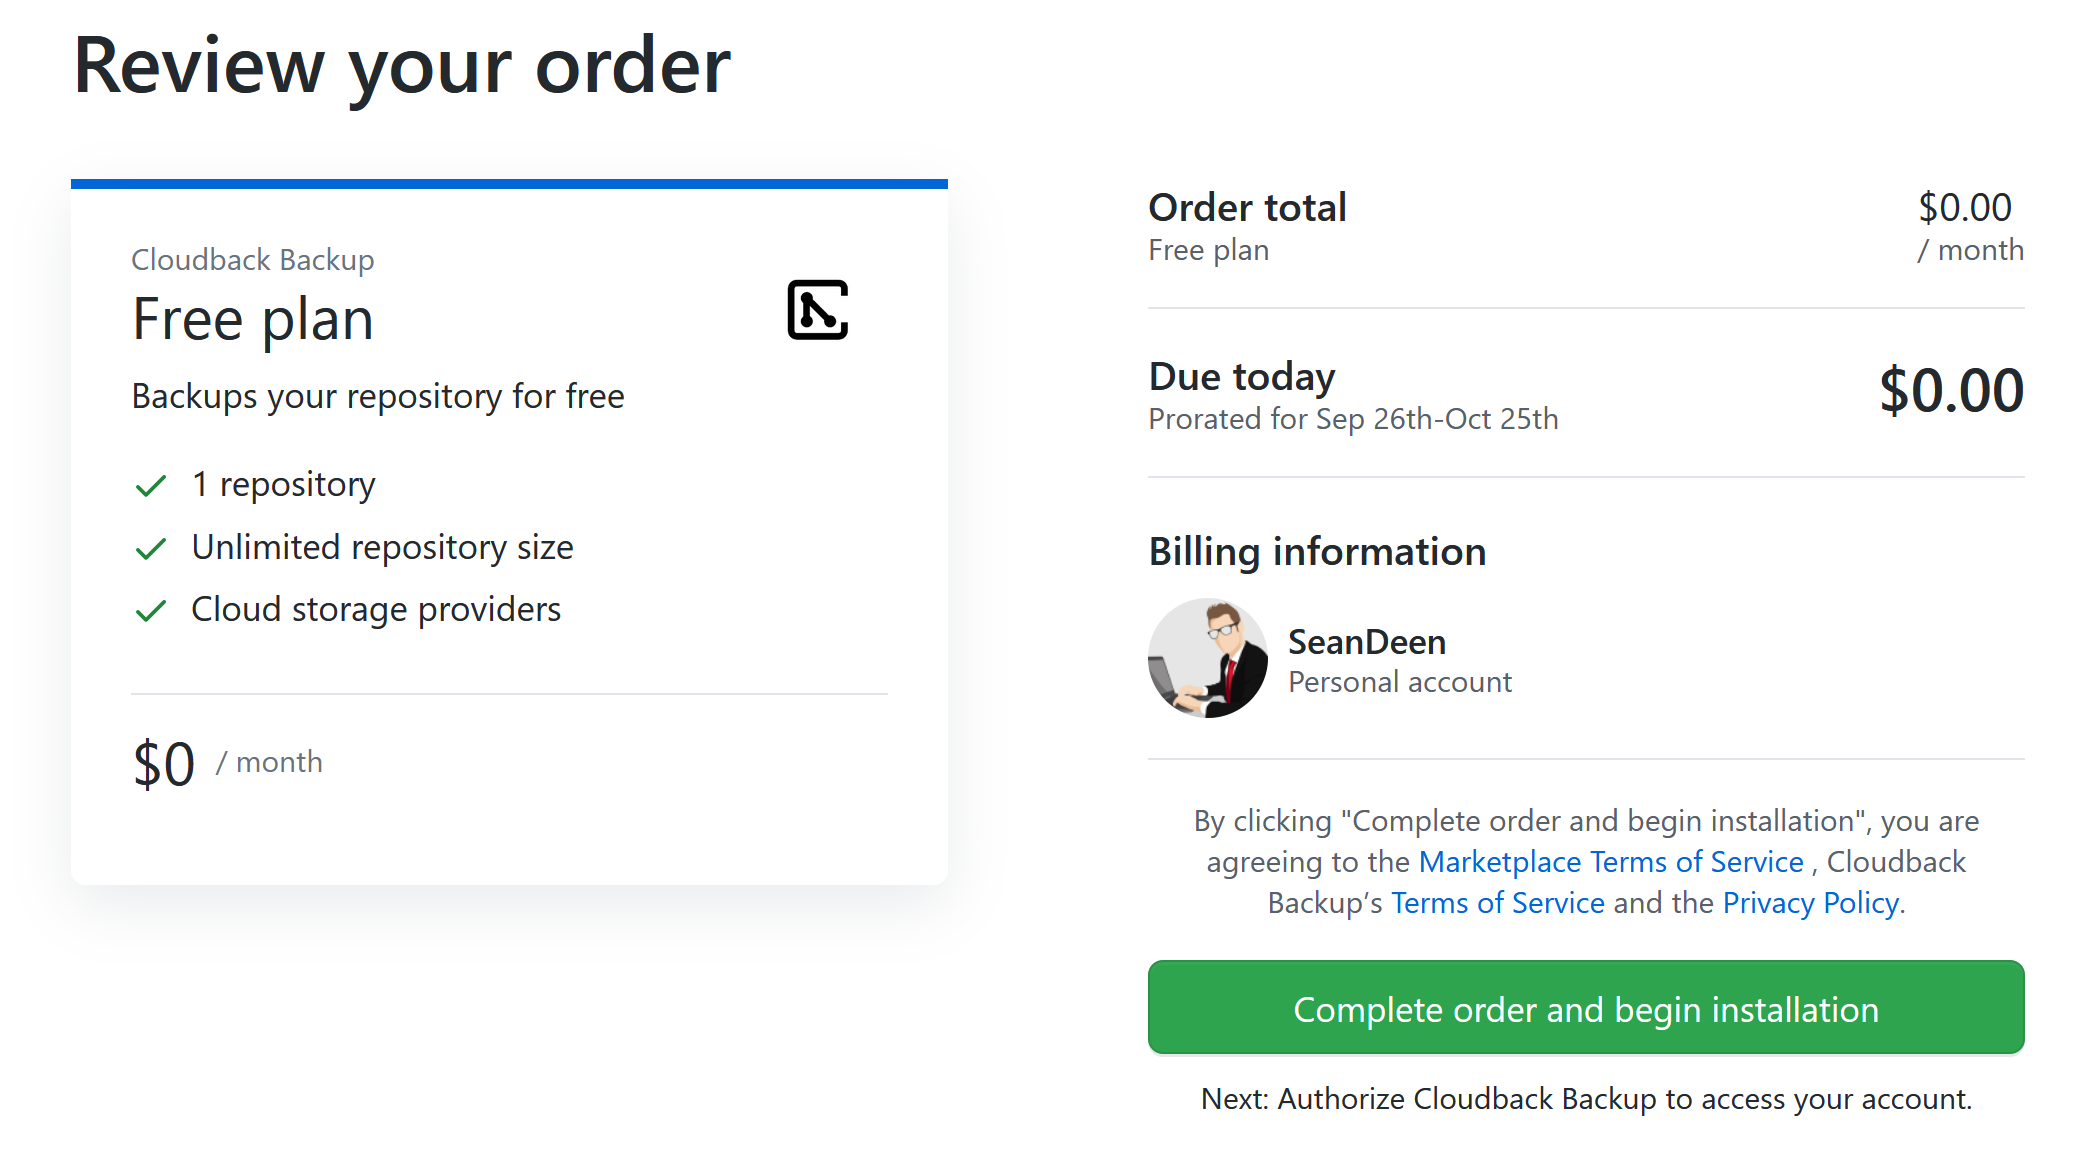 Review your order
Cloudback Backup
Free plan
Backups your repository for free
1 repository
Unlimited repository size
Cloud storage providers
$0 / month
Order total
$0.00
Free plan
/ month
Due today
$0.00
Prorated for Sep 26th-Oct 25th
Billing information
SeanDeen
Personal account
By clicking "Complete order and begin installation", you are
agreeing to the Marketplace Terms of Service , Cloudback
Backup’s Terms of Service and the Privacy Policy.
Complete order and begin installation
Next: Authorize Cloudback Backup to access your account.